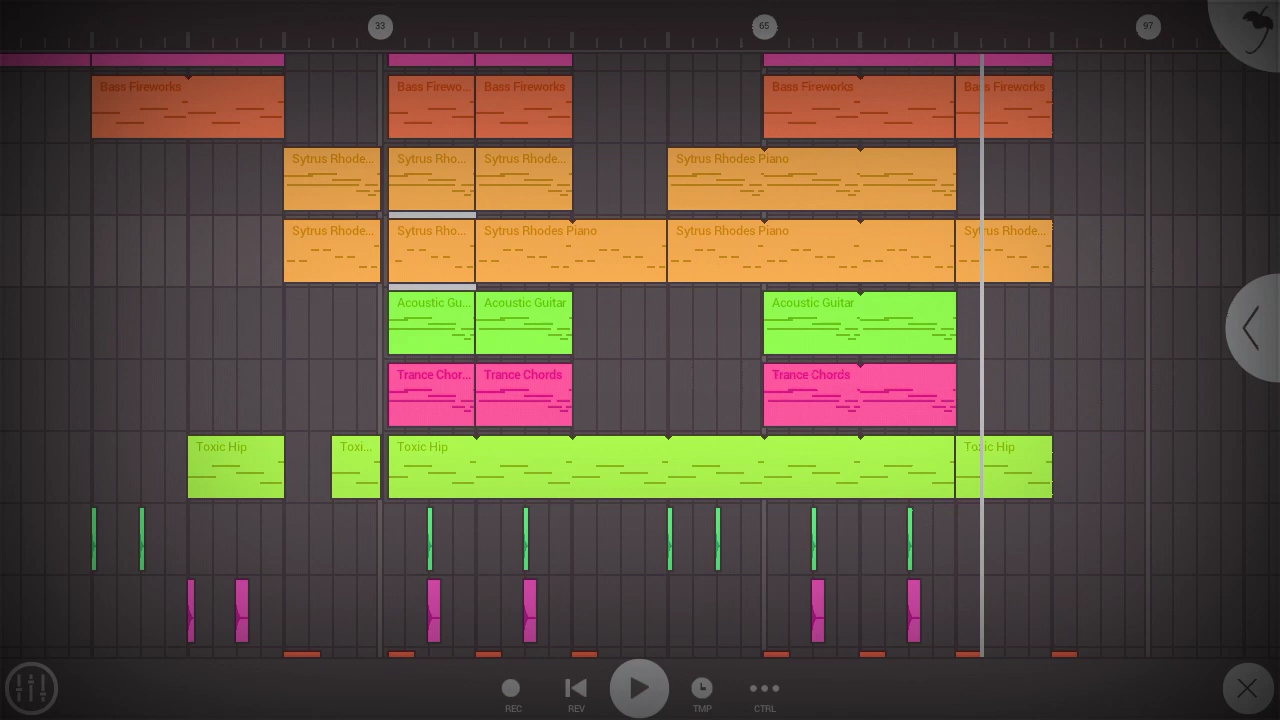 33 65 97
Bass Fireworks Bass Firewo... Bass Fireworks Bass Fireworks Bass Fireworks
Sytrus Rhode... Sytrus Rho... Sytrus Rhode... Sytrus Rhodes Piano
Sytrus Rhode... Sytrus Rho... Sytrus Rhodes Piano Sytrus Rhodes Piano Sytrus Rhode...
Acoustic Gu... Acoustic Guitar Acoustic Guitar
Trance Chor... Trance Chords Trance Chords
Toxic Hip Toxi... Toxic Hip Toxic Hip
REC REV TMP CTRL